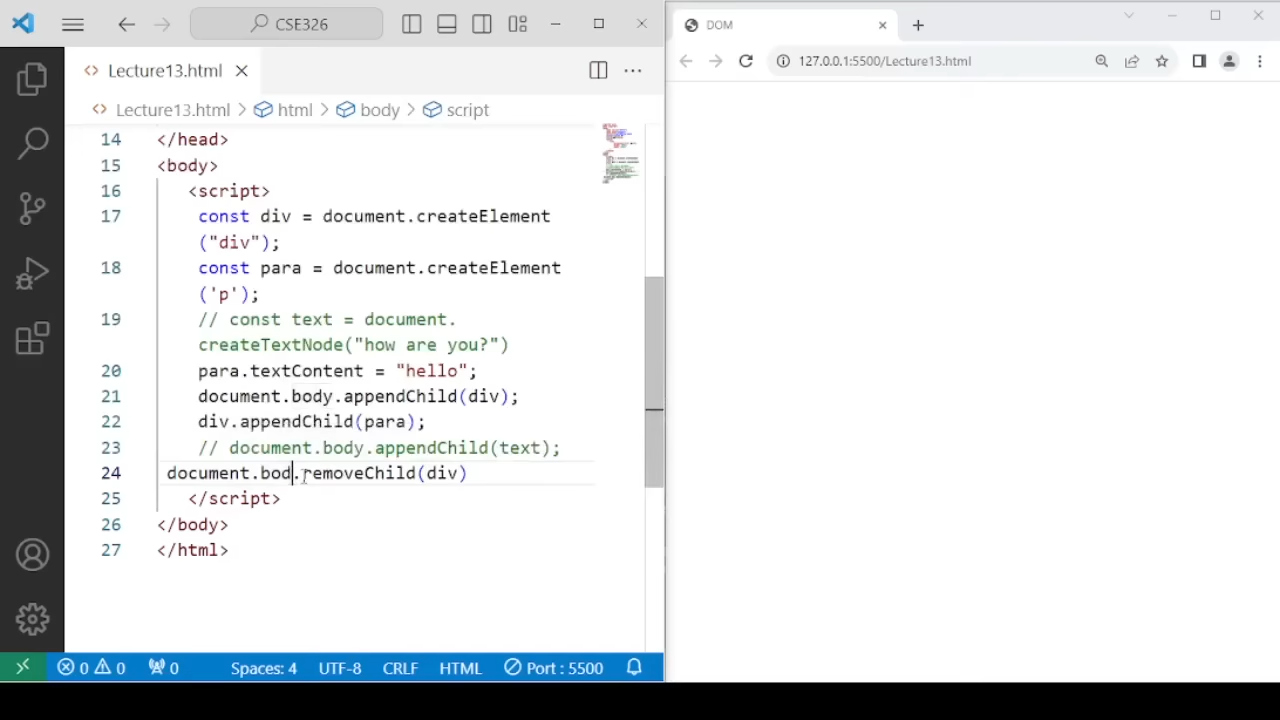 CSE326
Lecture13.html
Lecture13.html > html > body > script
14 </head>
15 <body>
16 <script>
17 const div = document.createElement
("div");
18 const para = document.createElement
('p');
19 // const text = document.
createTextNode("how are you?")
20 para.textContent = "hello";
21 document.body.appendChild(div);
22 div.appendChild(para);
23 // document.body.appendChild(text);
24 document.bod.removeChild(div)
25 </script>
26 </body>
27 </html>
0 0 0 Spaces: 4 UTF-8 CRLF HTML Port : 5500
DOM
127.0.0.1:5500/Lecture13.html